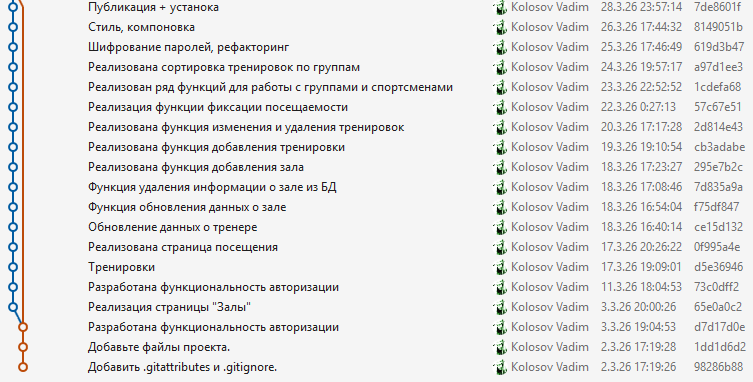 Публикация + устанока Kolosov Vadim 28.3.26 23:57:14 7de8601f
Стиль, компоновка Kolosov Vadim 26.3.26 17:44:32 8149051b
Шифрование паролей, рефакторинг Kolosov Vadim 25.3.26 17:46:49 619d3b47
Реализована сортировка тренировок по группам Kolosov Vadim 24.3.26 19:57:17 a97d1ee3
Реализован ряд функций для работы с группами и спортсменами Kolosov Vadim 23.3.26 22:52:52 1cdefa68
Реализация функции фиксации посещаемости Kolosov Vadim 22.3.26 0:27:13 57c67e51
Реализована функция изменения и удаления тренировок Kolosov Vadim 20.3.26 17:17:28 2d814e43
Реализована функция добавления тренировки Kolosov Vadim 19.3.26 19:10:54 cb3adabe
Реализована функция добавления зала Kolosov Vadim 18.3.26 17:23:27 295e7b2c
Функция удаления информации о зале из БД Kolosov Vadim 18.3.26 17:08:46 7d835a9a
Функция обновления данных о зале Kolosov Vadim 18.3.26 16:54:04 f75df847
Обновление данных о тренере Kolosov Vadim 18.3.26 16:40:14 ce15d132
Реализована страница посещения Kolosov Vadim 17.3.26 20:26:22 0f995a4e
Тренировки Kolosov Vadim 17.3.26 19:09:01 d5e36946
Разработана функциональность авторизации Kolosov Vadim 11.3.26 18:04:53 73c0dff2
Реализация страницы "Залы" Kolosov Vadim 3.3.26 20:00:26 65e0a0c2
Разработана функциональность авторизации Kolosov Vadim 3.3.26 19:04:53 d7d17d0e
Добавьте файлы проекта. Kolosov Vadim 2.3.26 17:19:28 1dd1d6d2
Добавить .gitattributes и .gitignore. Kolosov Vadim 2.3.26 17:19:26 98286b88